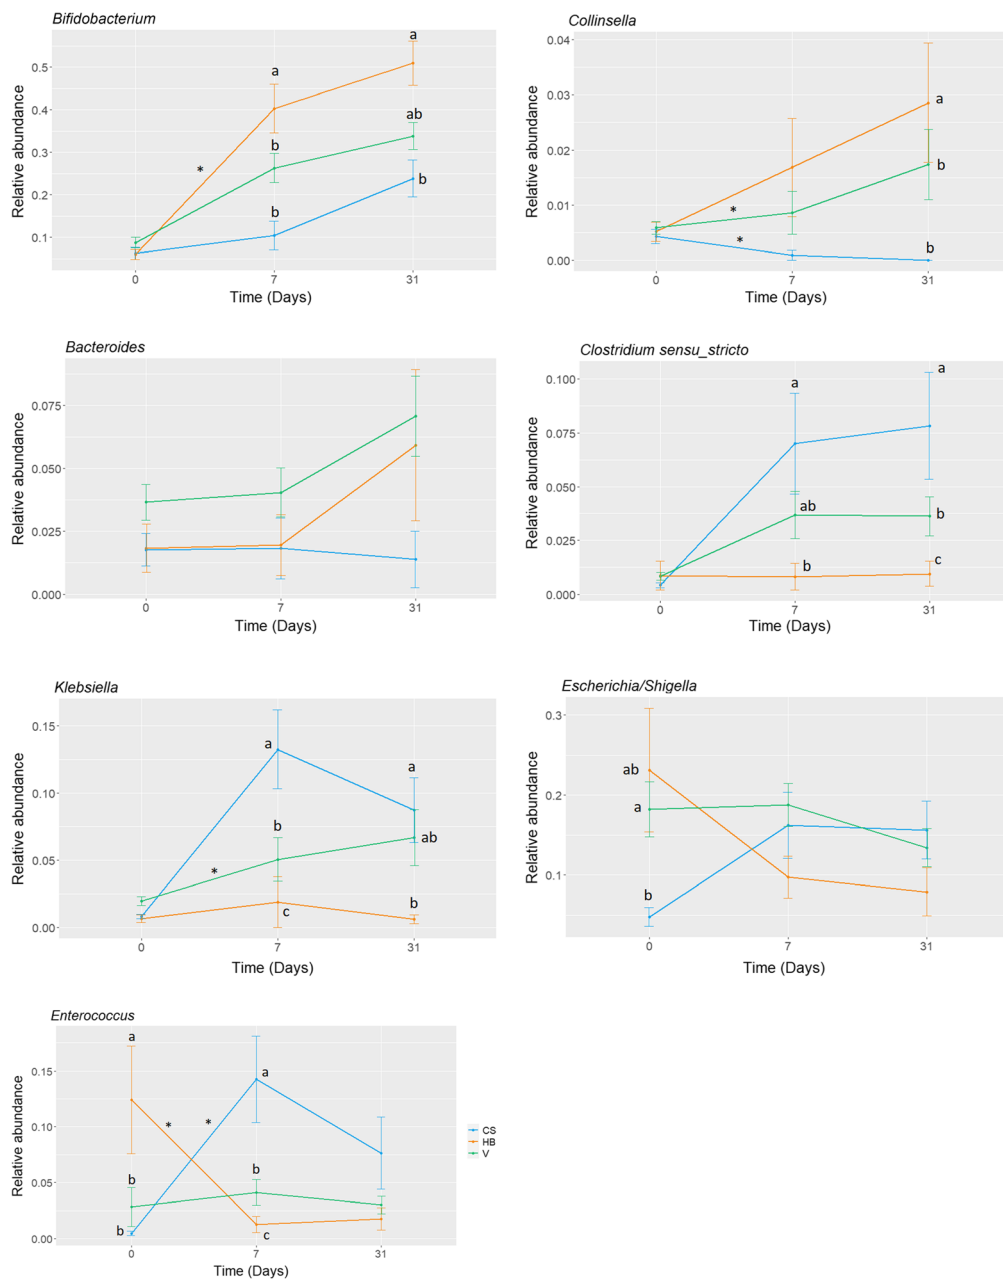 Bifidobacterium
Relative abundance
0.5
0.4
0.3
0.2
0.1
a
a
ab
b
b
b
*
0
7
31
Time (Days)
Collinsella
Relative abundance
0.04
0.03
0.02
0.01
0.00
a
b
b
*
*
0
7
31
Time (Days)
Bacteroides
Relative abundance
0.075
0.050
0.025
0.000
0
7
31
Time (Days)
Clostridium sensu_stricto
Relative abundance
0.100
0.075
0.050
0.025
0.000
a
a
ab
b
b
c
0
7
31
Time (Days)
Klebsiella
Relative abundance
0.15
0.10
0.05
0.00
a
a
b
ab
*
c
b
0
7
31
Time (Days)
Escherichia/Shigella
Relative abundance
0.3
0.2
0.1
ab
a
b
0
7
31
Time (Days)
Enterococcus
Relative abundance
0.15
0.10
0.05
0.00
a
a
*
*
b
b
b
c
0
7
31
Time (Days)
CS
HB
V